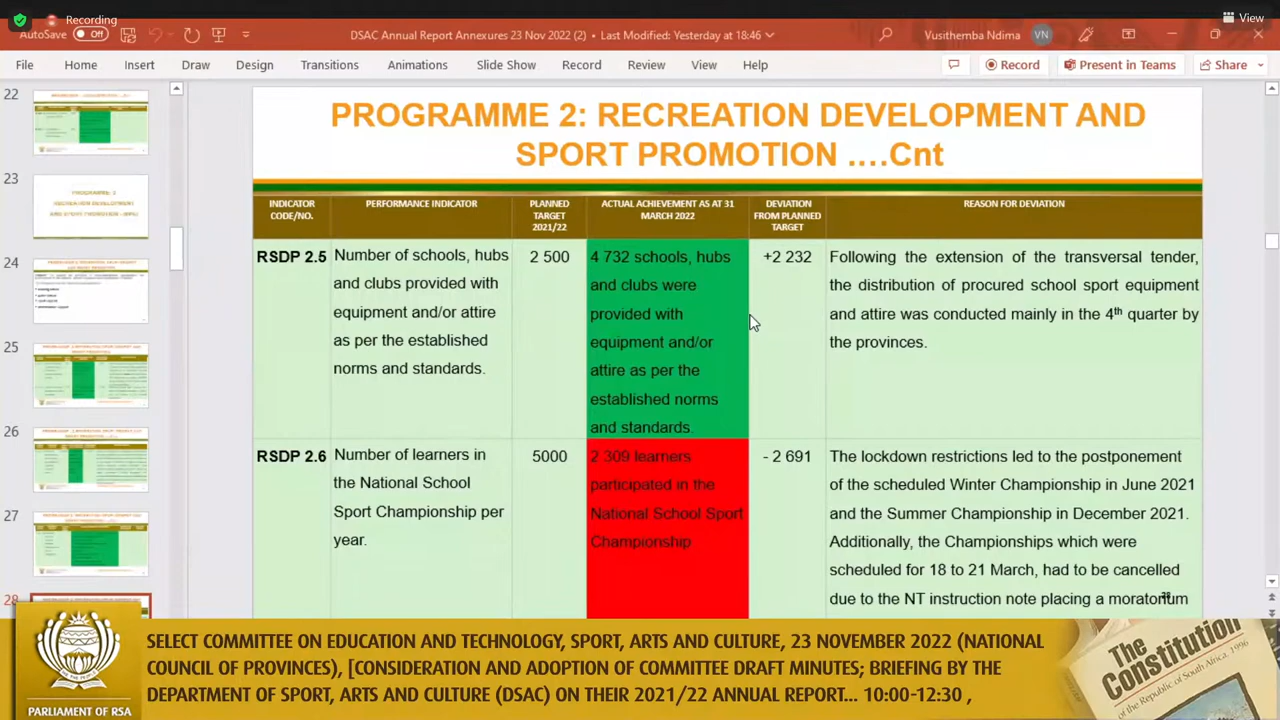 Recording
View
AutoSave Off
DSAC Annual Report Annexures 23 Nov 2022 (2) • Last Modified: Yesterday at 18:46
Vusithemba Ndima VN
File Home Insert Draw Design Transitions Animations Slide Show Record Review View Help
Record Present in Teams Share
22
23
24
25
26
27
28
PROGRAMME 2: RECREATION DEVELOPMENT AND
SPORT PROMOTION ….Cnt
INDICATOR
CODE/NO.
PERFORMANCE INDICATOR
PLANNED
TARGET
2021/22
ACTUAL ACHIEVEMENT AS AT 31
MARCH 2022
DEVIATION
FROM PLANNED
TARGET
REASON FOR DEVIATION
RSDP 2.5
Number of schools, hubs
and clubs provided with
equipment and/or attire
as per the established
norms and standards.
2 500
4 732 schools, hubs
and clubs were
provided with
equipment and/or
attire as per the
established norms
and standards.
+2 232
Following the extension of the transversal tender,
the distribution of procured school sport equipment
and attire was conducted mainly in the 4th quarter by
the provinces.
RSDP 2.6
Number of learners in
the National School
Sport Championship per
year.
5000
2 309 learners
participated in the
National School Sport
Championship
- 2 691
The lockdown restrictions led to the postponement
of the scheduled Winter Championship in June 2021
and the Summer Championship in December 2021.
Additionally, the Championships which were
scheduled for 18 to 21 March, had to be cancelled
due to the NT instruction note placing a moratorium
PARLIAMENT OF RSA
SELECT COMMITTEE ON EDUCATION AND TECHNOLOGY, SPORT, ARTS AND CULTURE, 23 NOVEMBER 2022 (NATIONAL
COUNCIL OF PROVINCES), [CONSIDERATION AND ADOPTION OF COMMITTEE DRAFT MINUTES; BRIEFING BY THE
DEPARTMENT OF SPORT, ARTS AND CULTURE (DSAC) ON THEIR 2021/22 ANNUAL REPORT... 10:00-12:30 ,
The
Constitution
of the Republic of South Africa, 1996